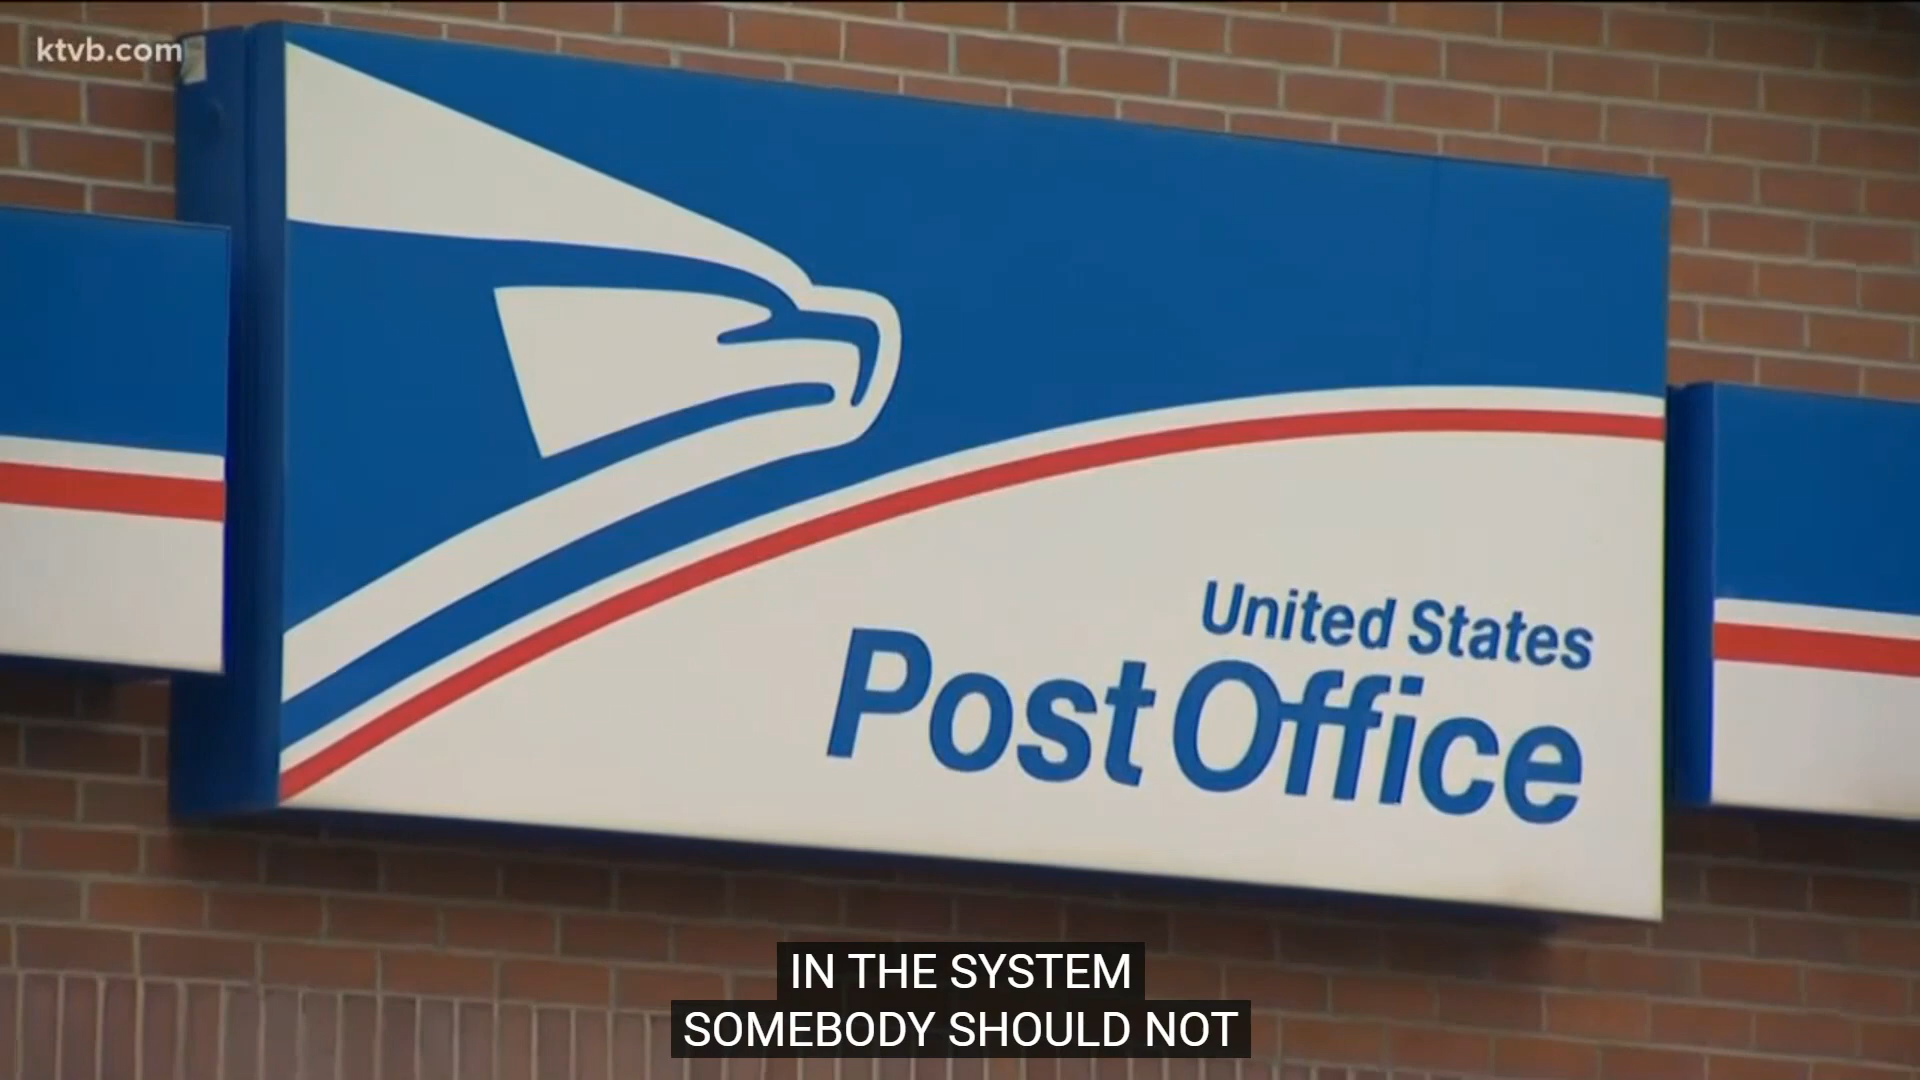 ktvb.com
United States
Post Office
IN THE SYSTEM
SOMEBODY SHOULD NOT